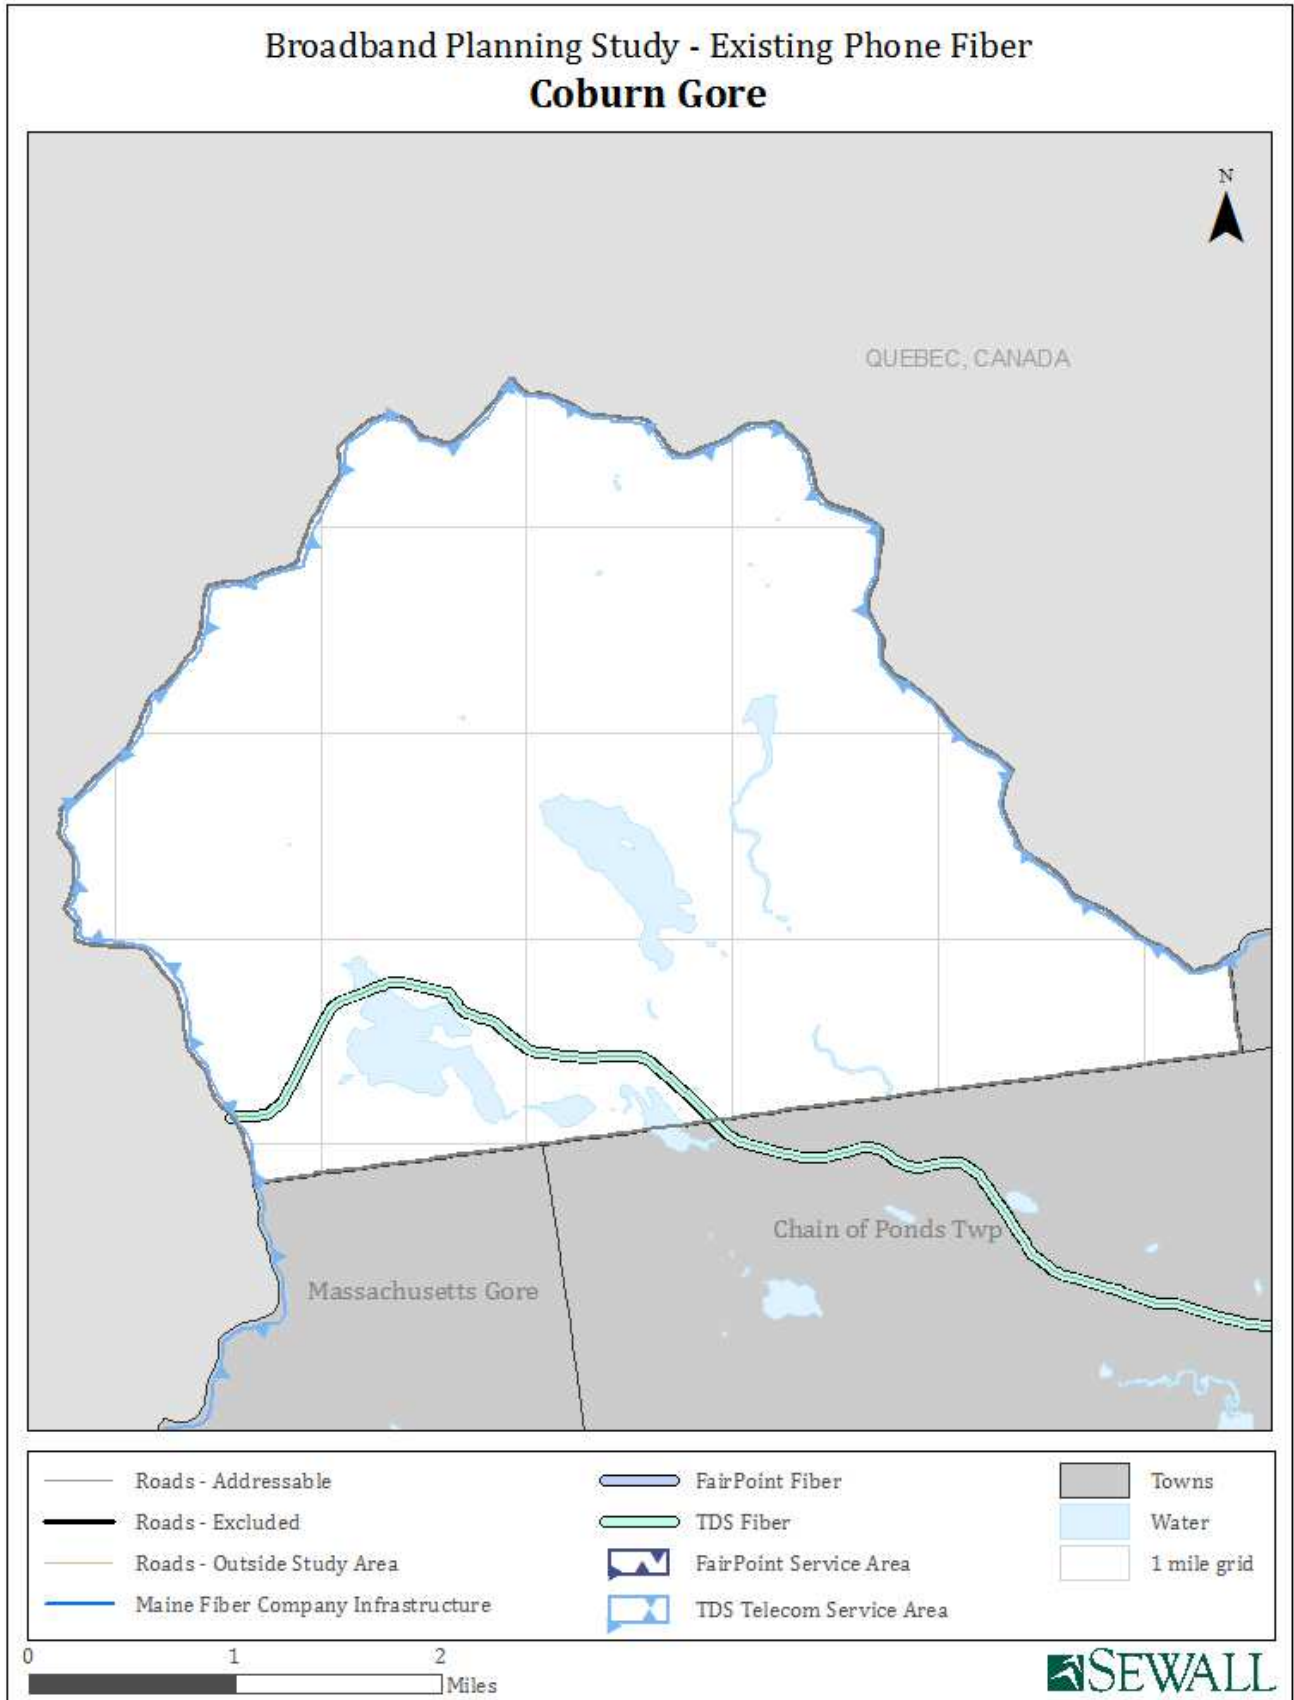 Broadband Planning Study - Existing Phone Fiber
Coburn Gore
N
QUEBEC, CANADA
Chain of Ponds Twp
Massachusetts Gore
Roads - Addressable
Roads - Excluded
Roads - Outside Study Area
Maine Fiber Company Infrastructure
FairPoint Fiber
TDS Fiber
FairPoint Service Area
TDS Telecom Service Area
Towns
Water
1 mile grid
0 1 2
Miles
SEWALL